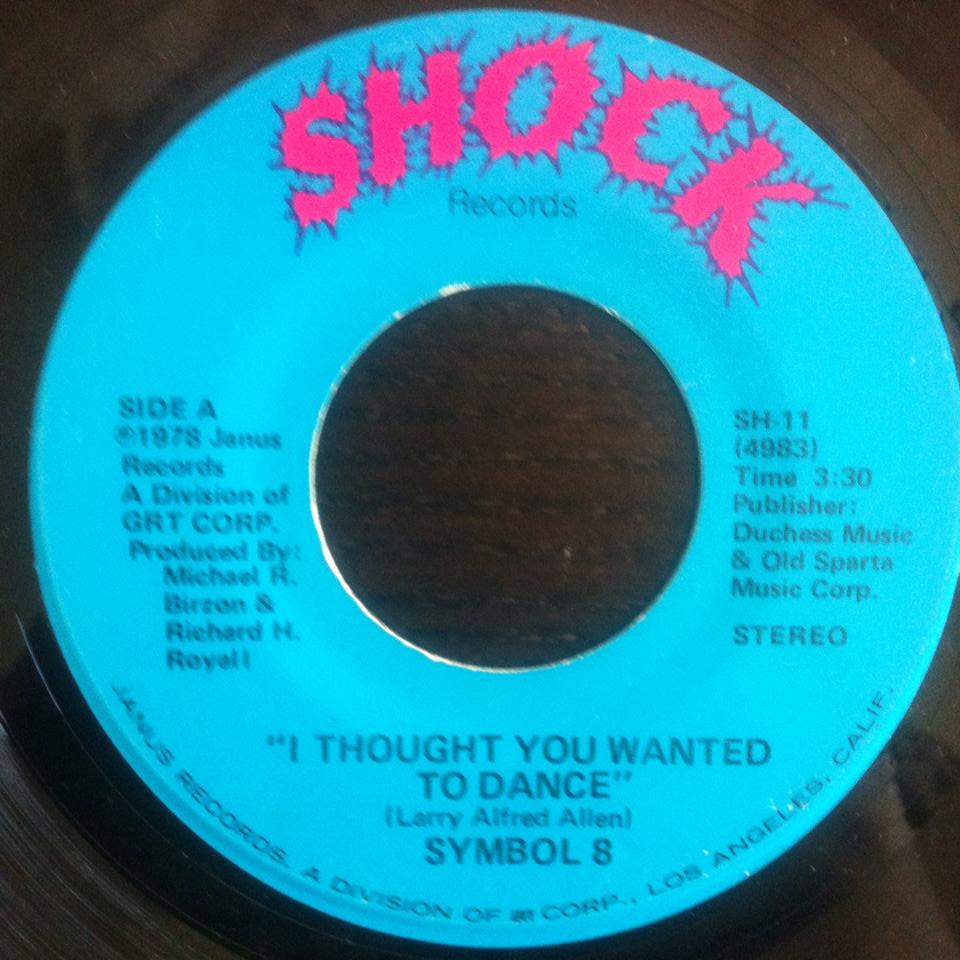 SHOCK
Records
SIDE A
℗1978 Janus
Records
A Division of
GRT CORP.
Produced By:
Michael R.
Birzon &
Richard H.
Royall
SH-11
(4983)
Time 3:30
Publisher:
Duchess Music
& Old Sparta
Music Corp.
STEREO
"I THOUGHT YOU WANTED
TO DANCE"
(Larry Alfred Allen)
SYMBOL 8
JANUS RECORDS, A DIVISION OF GRT CORP., LOS ANGELES, CALIF.